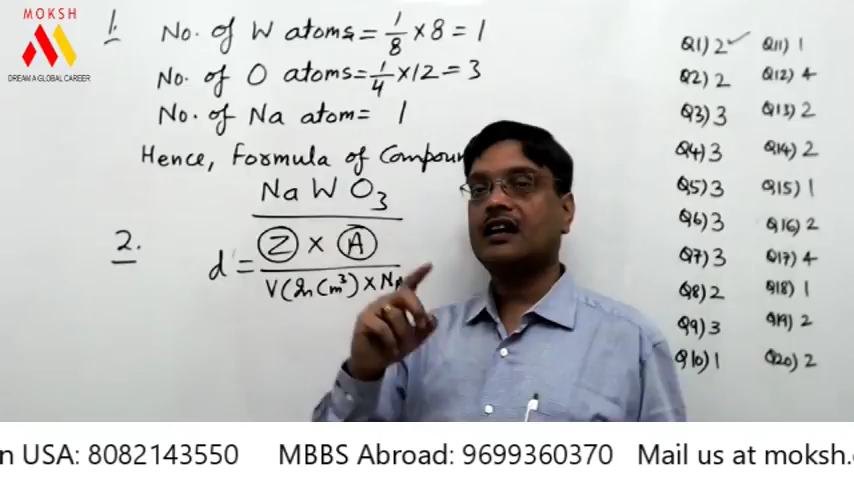 MOKSH
DREAM A GLOBAL CAREER
1. No. of W atoms = 1/8 × 8 = 1
No. of O atoms = 1/4 × 12 = 3
No. of Na atom = 1
Hence, Formula of Compoun
NaWO3
2. d = Z × A
V(In Cm³) × NA
Q1) 2 ✓
Q2) 2
Q3) 3
Q4) 3
Q5) 3
Q6) 3
Q7) 3
Q8) 2
Q9) 3
Q10) 1
Q11) 1
Q12) 4
Q13) 2
Q14) 2
Q15) 1
Q16) 2
Q17) 4
Q18) 1
Q19) 2
Q20) 2
n USA: 8082143550 MBBS Abroad: 9699360370 Mail us at moksh.